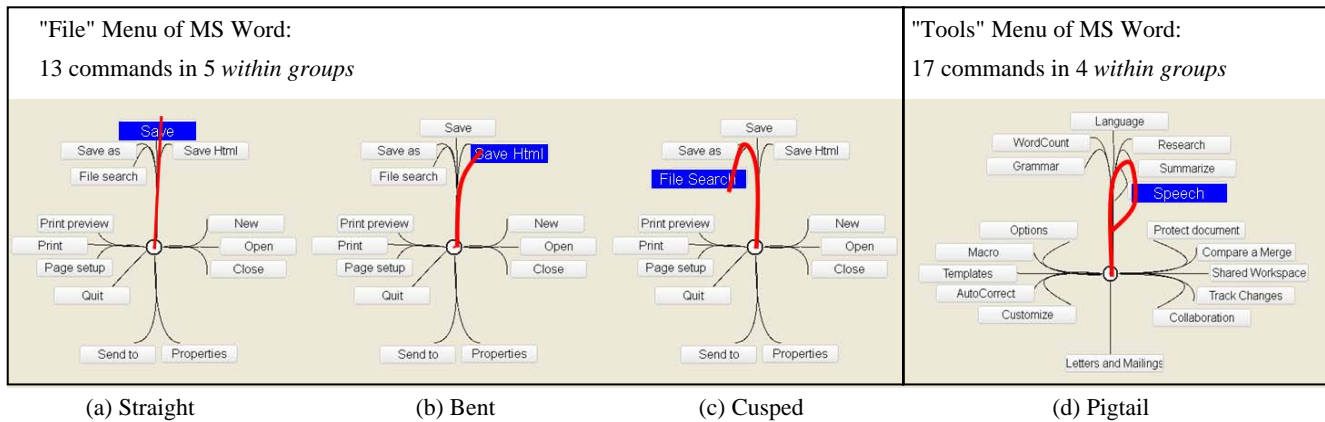 "File" Menu of MS Word:
13 commands in 5 within groups
"Tools" Menu of MS Word:
17 commands in 4 within groups
Save
Save as
Save Html
File search
Print preview
New
Print
Open
Page setup
Close
Quit
Send to
Properties
Save
Save as
Save Html
File search
Print preview
New
Print
Open
Page setup
Close
Quit
Send to
Properties
Save
Save as
Save Html
File Search
Print preview
New
Print
Open
Page setup
Close
Quit
Send to
Properties
Language
WordCount
Research
Grammar
Summarize
Speech
Options
Protect document
Macro
Compare a Merge
Templates
Shared Workspace
AutoCorrect
Track Changes
Customize
Collaboration
Letters and Mailings
(a) Straight
(b) Bent
(c) Cusped
(d) Pigtail